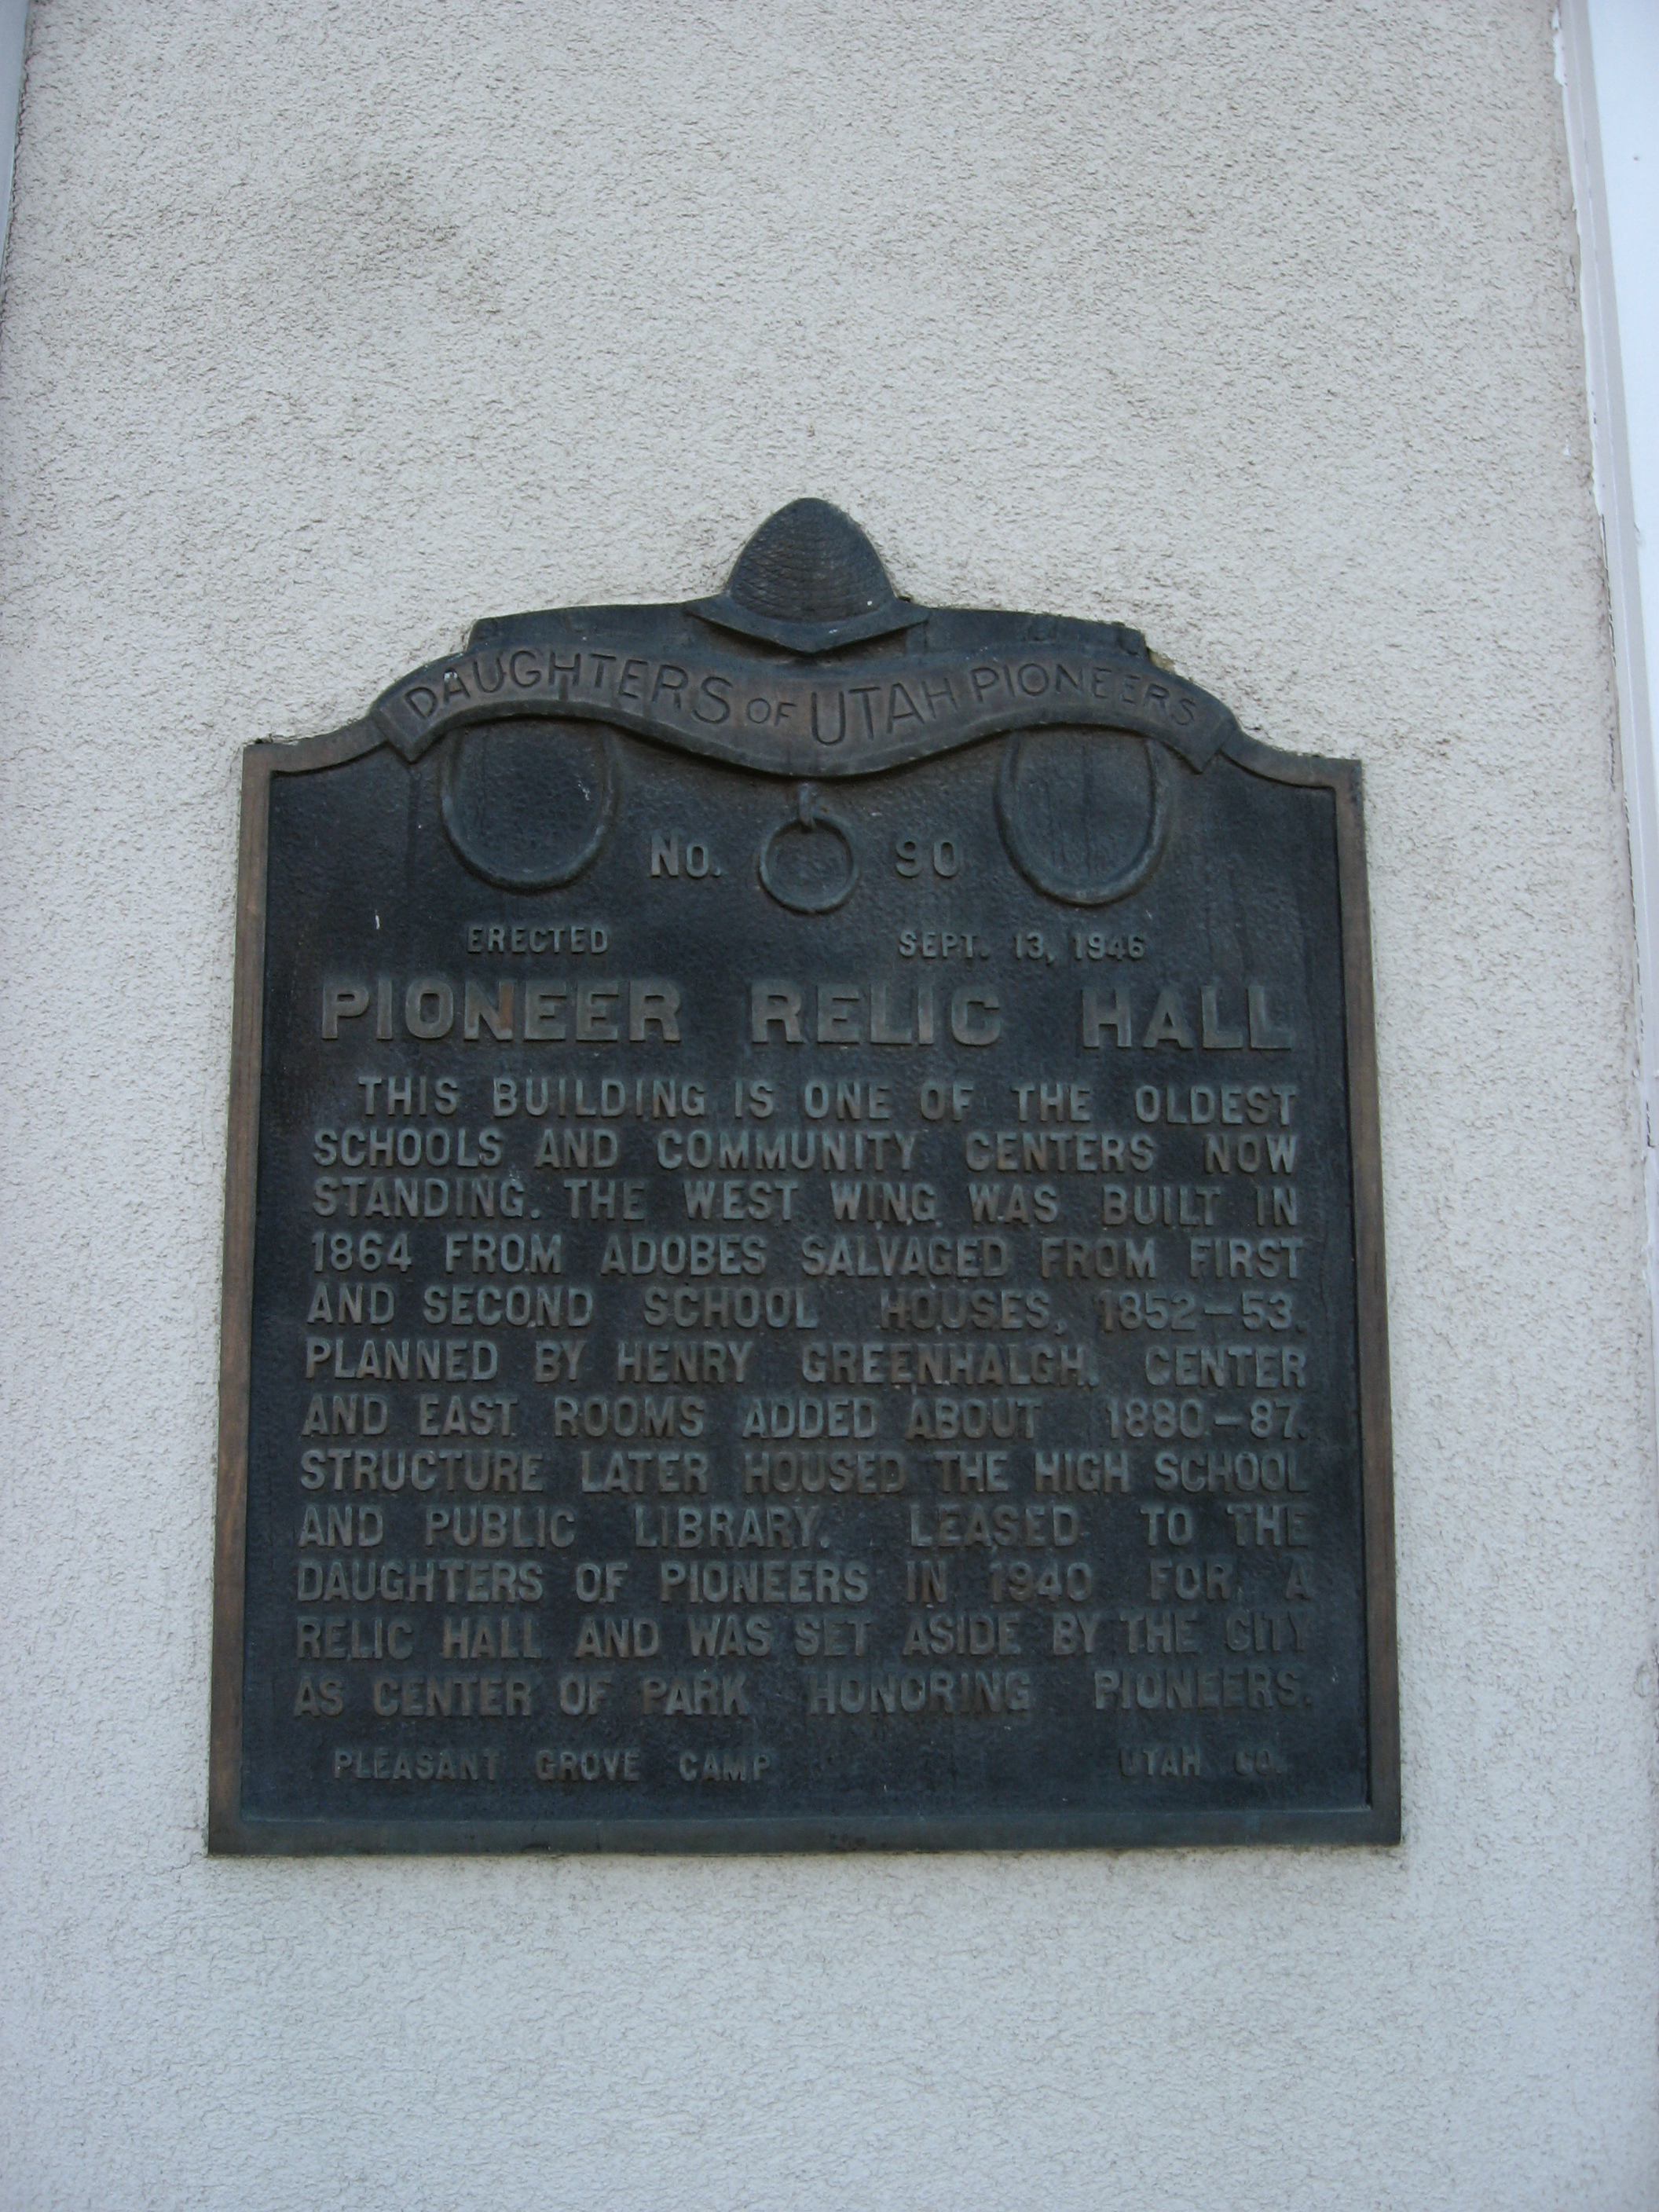 DAUGHTERS OF UTAH PIONEERS
No. 90
ERECTED SEPT. 13, 1946
PIONEER RELIC HALL
THIS BUILDING IS ONE OF THE OLDEST
SCHOOLS AND COMMUNITY CENTERS NOW
STANDING. THE WEST WING WAS BUILT IN
1864 FROM ADOBES SALVAGED FROM FIRST
AND SECOND SCHOOL HOUSES, 1852-53.
PLANNED BY HENRY GREENHALGH. CENTER
AND EAST ROOMS ADDED ABOUT 1880-87.
STRUCTURE LATER HOUSED THE HIGH SCHOOL
AND PUBLIC LIBRARY. LEASED TO THE
DAUGHTERS OF PIONEERS IN 1940 FOR A
RELIC HALL AND WAS SET ASIDE BY THE CITY
AS CENTER OF PARK HONORING PIONEERS.
PLEASANT GROVE CAMP UTAH CO.